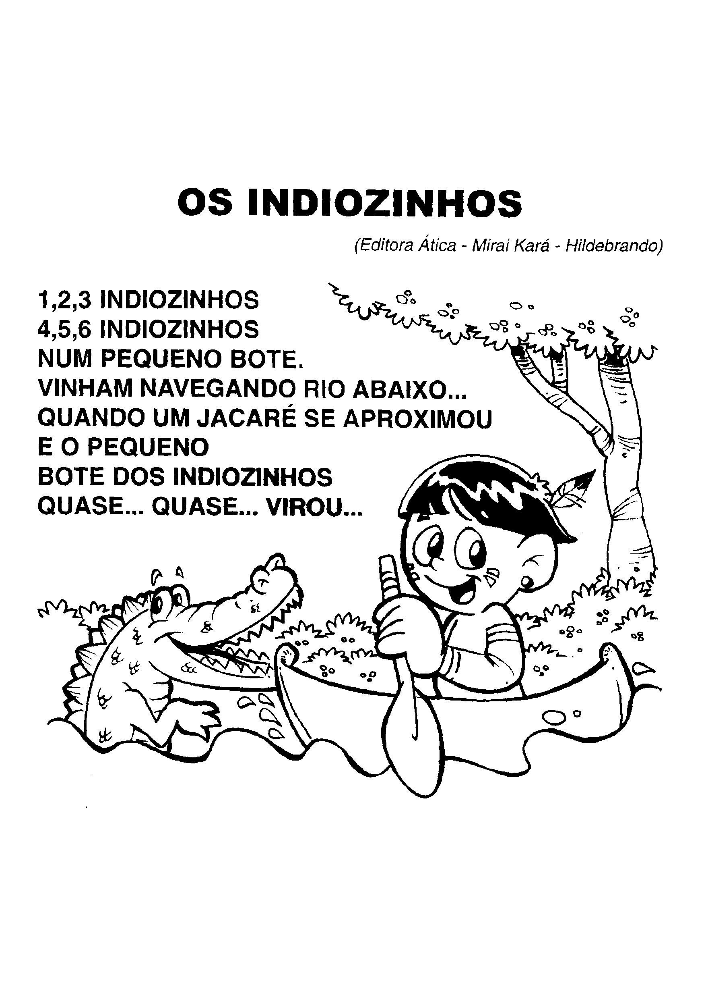 OS INDIOZINHOS
(Editora Ática - Mirai Kará - Hildebrando)
1,2,3 INDIOZINHOS
4,5,6 INDIOZINHOS
NUM PEQUENO BOTE.
VINHAM NAVEGANDO RIO ABAIXO...
QUANDO UM JACARÉ SE APROXIMOU
E O PEQUENO
BOTE DOS INDIOZINHOS
QUASE... QUASE... VIROU...